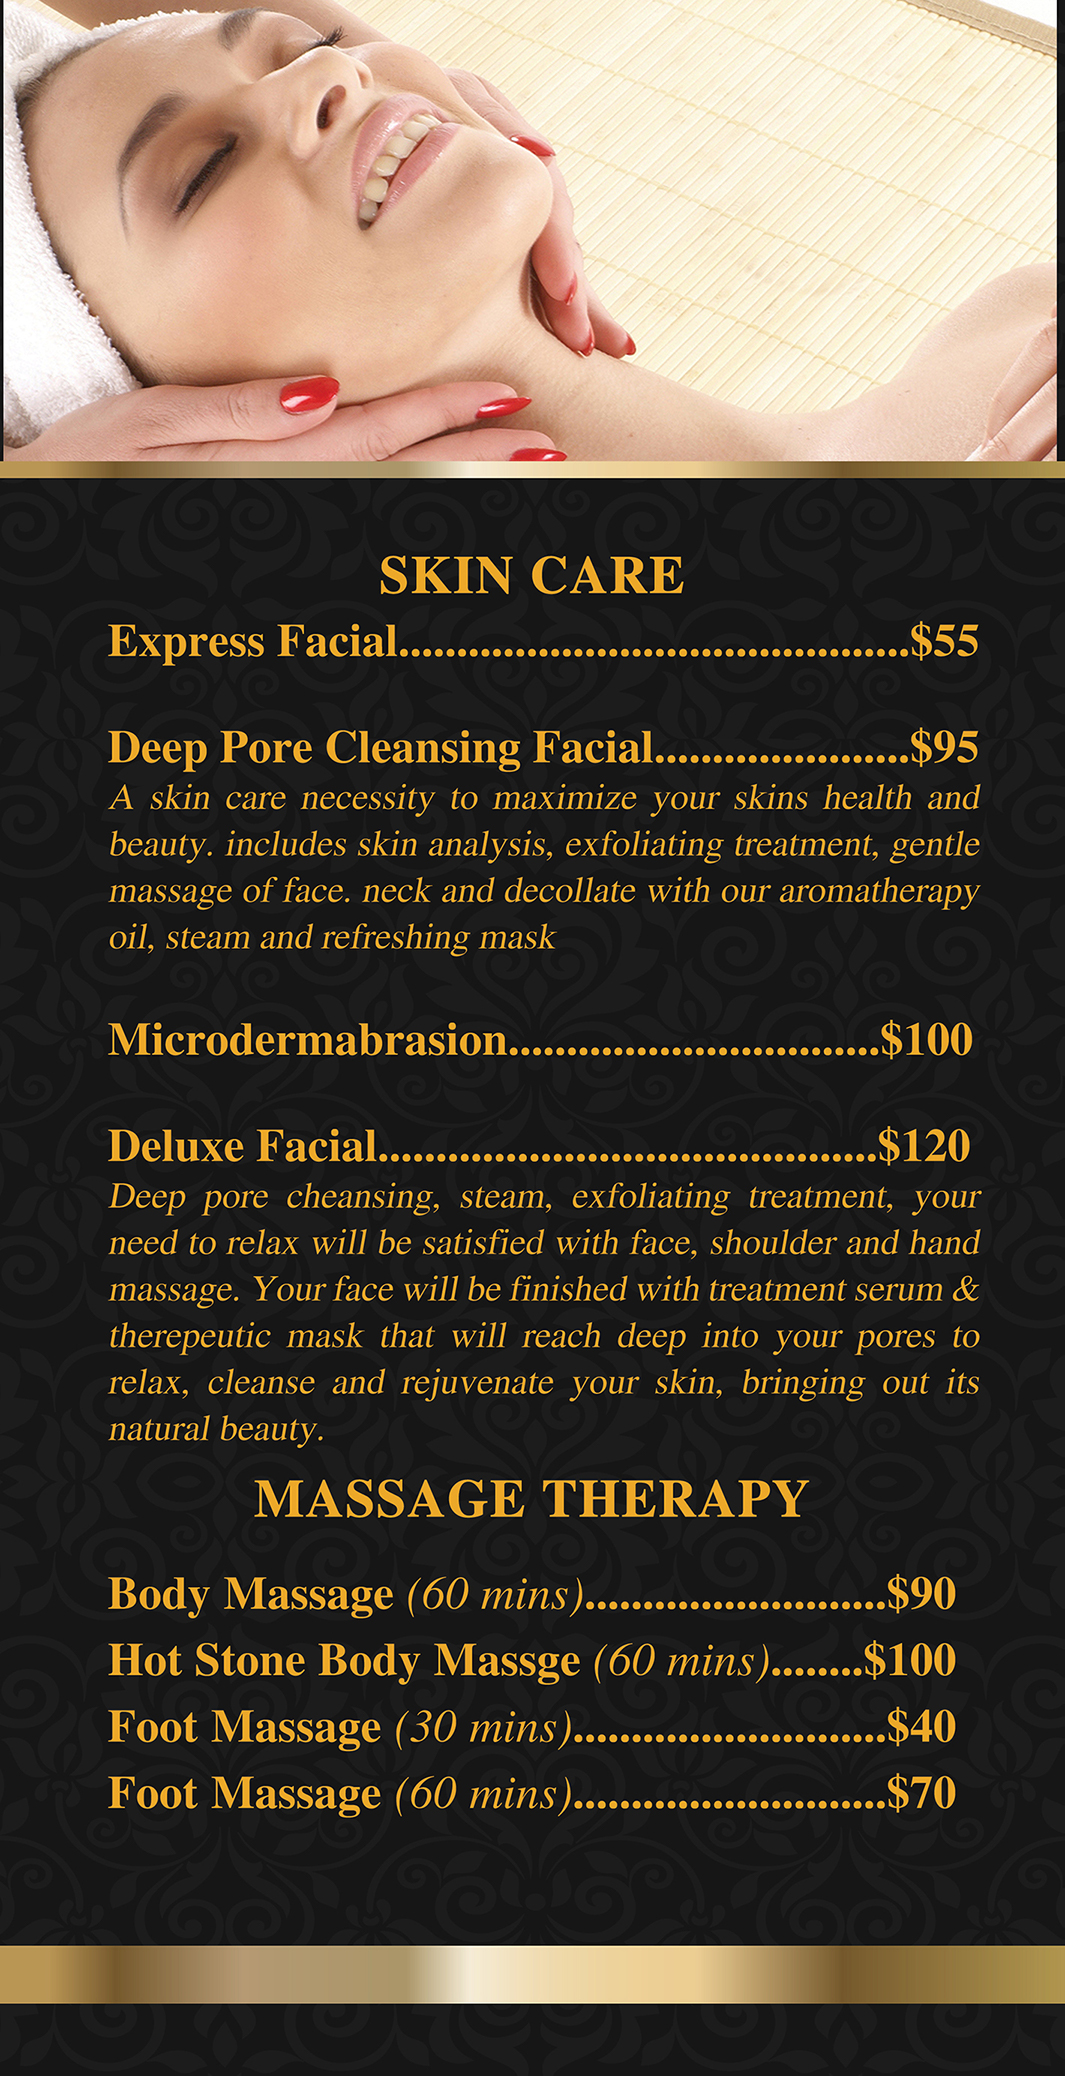 SKIN CARE
Express Facial............................................$55
Deep Pore Cleansing Facial......................$95
A skin care necessity to maximize your skins health and
beauty. includes skin analysis, exfoliating treatment, gentle
massage of face. neck and decollate with our aromatherapy
oil, steam and refreshing mask
Microdermabrasion................................$100
Deluxe Facial...........................................$120
Deep pore cheansing, steam, exfoliating treatment, your
need to relax will be satisfied with face, shoulder and hand
massage. Your face will be finished with treatment serum &
therepeutic mask that will reach deep into your pores to
relax, cleanse and rejuvenate your skin, bringing out its
natural beauty.
MASSAGE THERAPY
Body Massage (60 mins)..........................$90
Hot Stone Body Massge (60 mins)........$100
Foot Massage (30 mins)...........................$40
Foot Massage (60 mins)...........................$70